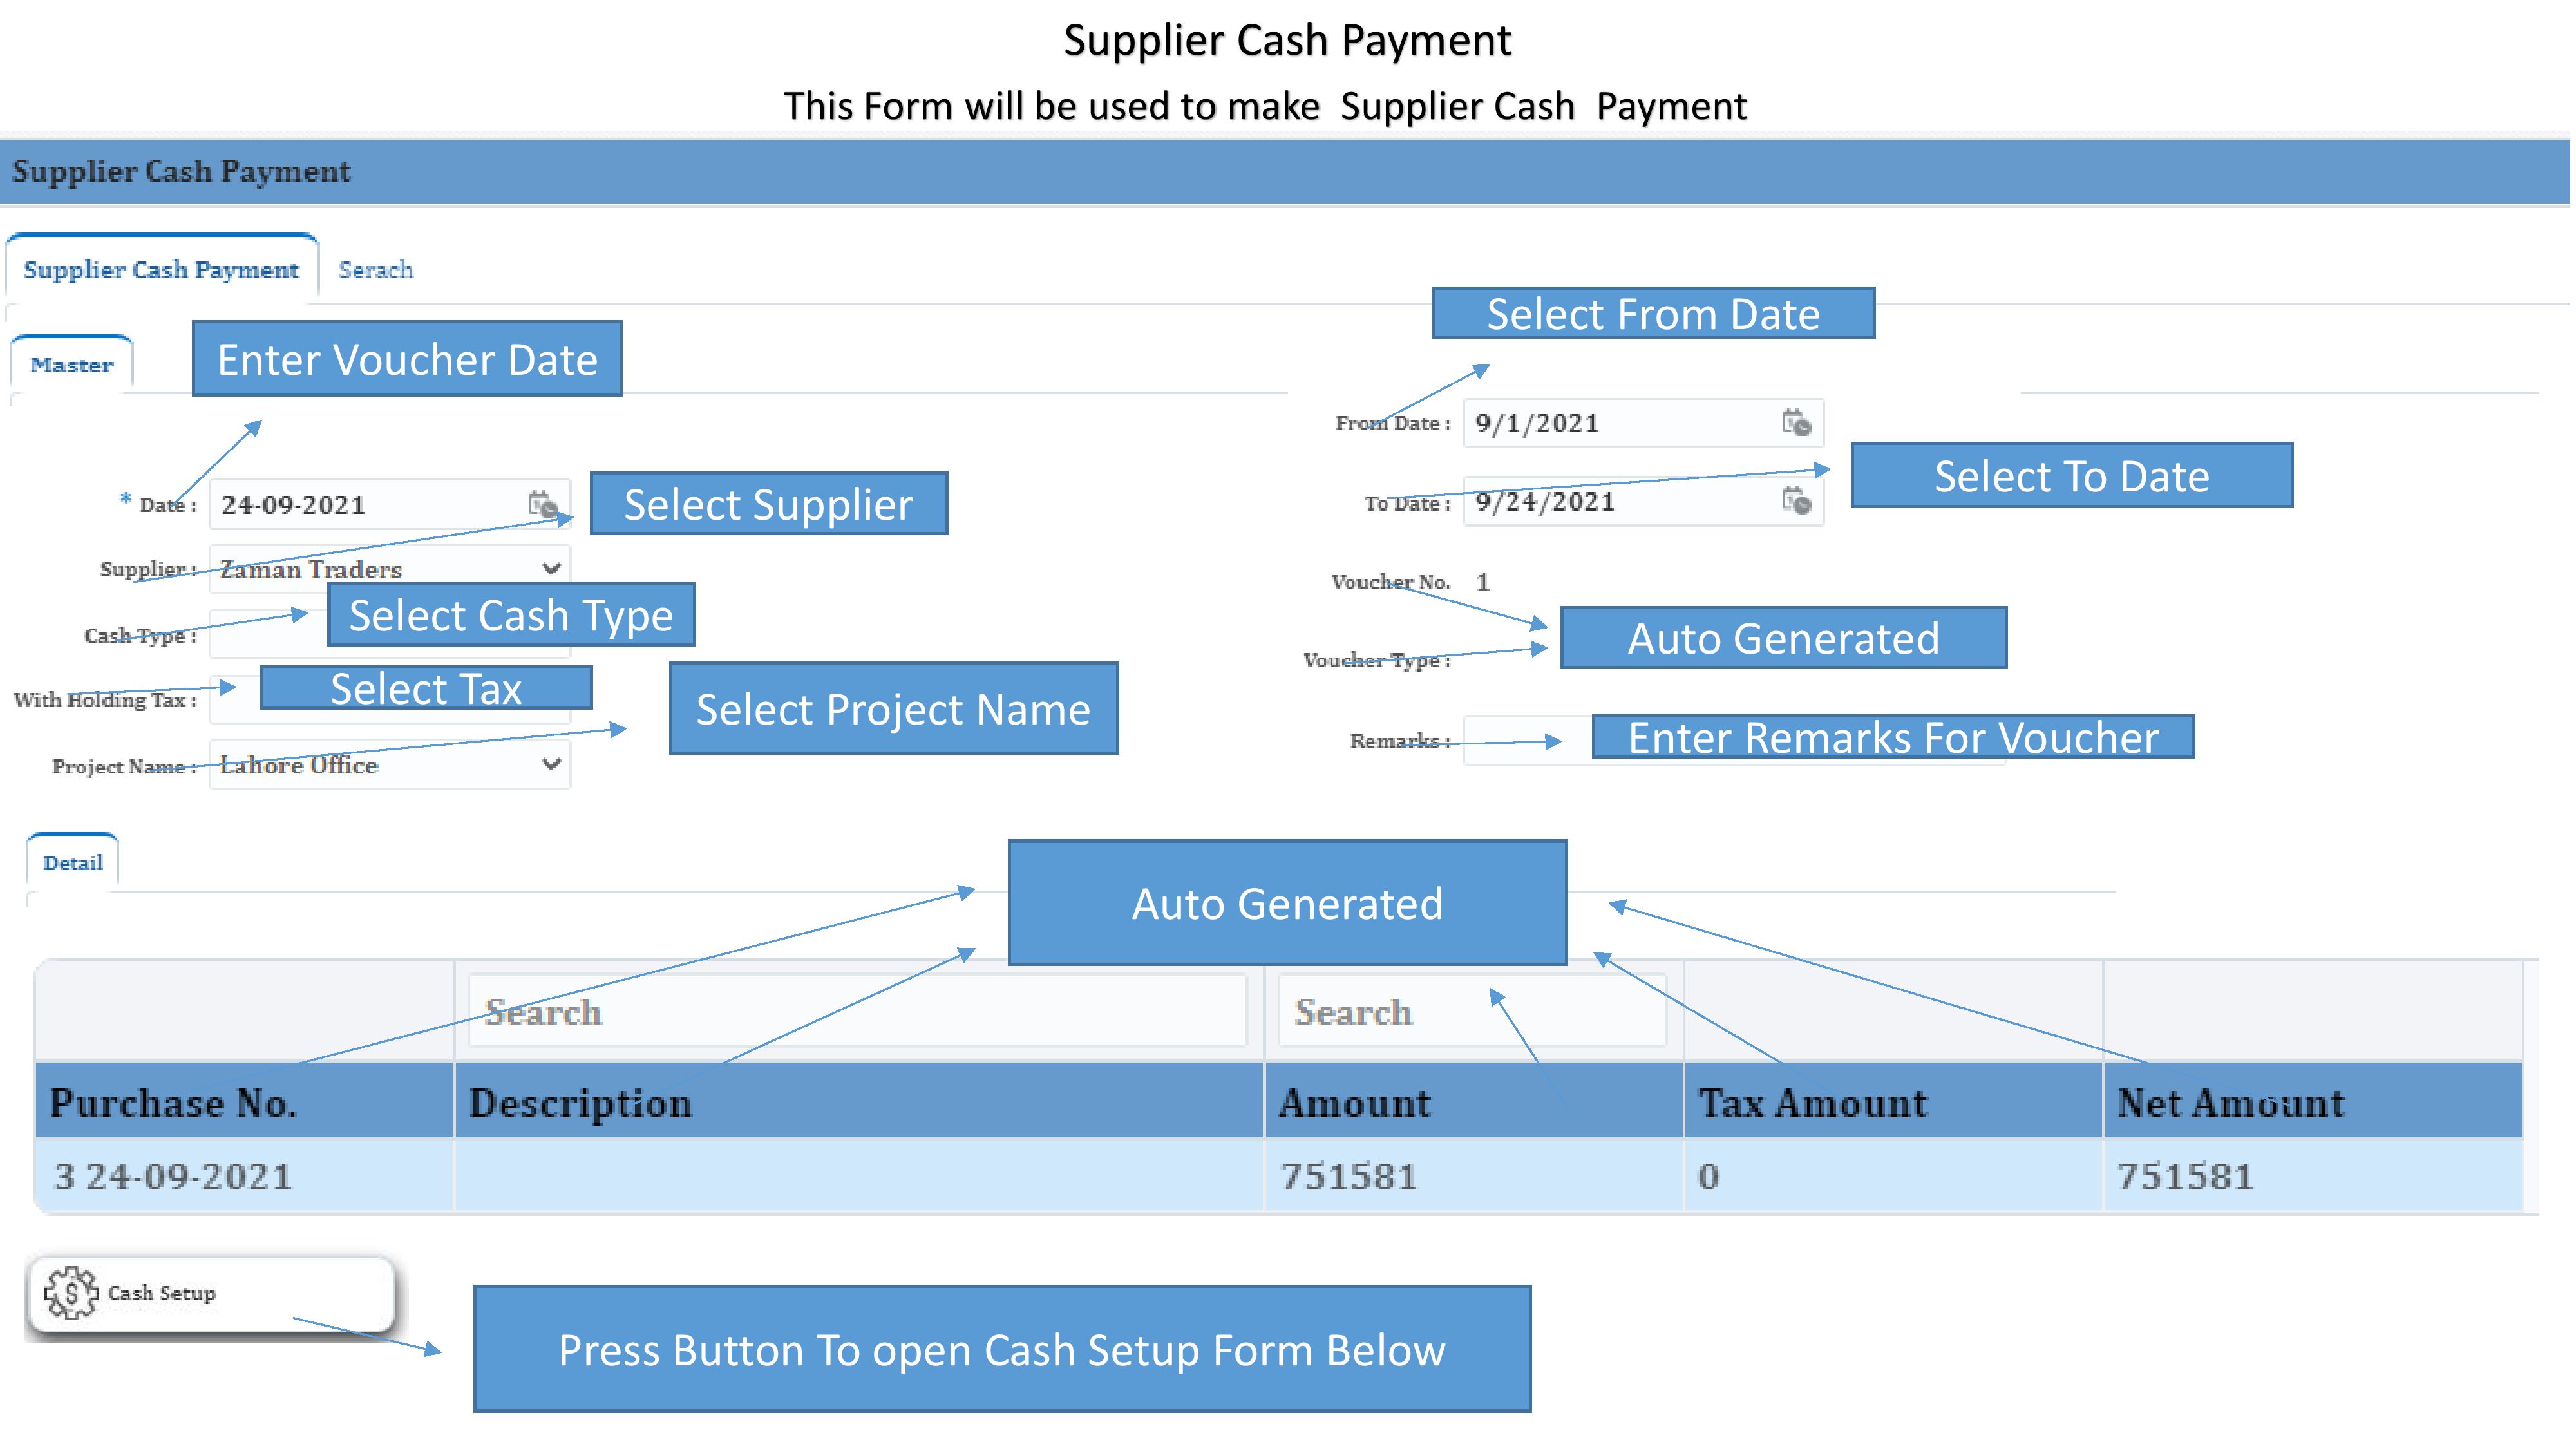 Supplier Cash Payment
This Form will be used to make Supplier Cash Payment
Supplier Cash Payment
Supplier Cash Payment Serach
Select From Date
Master
Enter Voucher Date
From Date : 9/1/2021
Select To Date
* Date : 24-09-2021
Select Supplier
To Date : 9/24/2021
Supplier : Zaman Traders
Voucher No. 1
Cash Type :
Select Cash Type
Auto Generated
Voucher Type :
With Holding Tax :
Select Tax
Select Project Name
Remarks :
Enter Remarks For Voucher
Project Name : Lahore Office
Detail
Auto Generated
Search Search
Purchase No. Description Amount Tax Amount Net Amount
3 24-09-2021 751581 0 751581
Cash Setup
Press Button To open Cash Setup Form Below